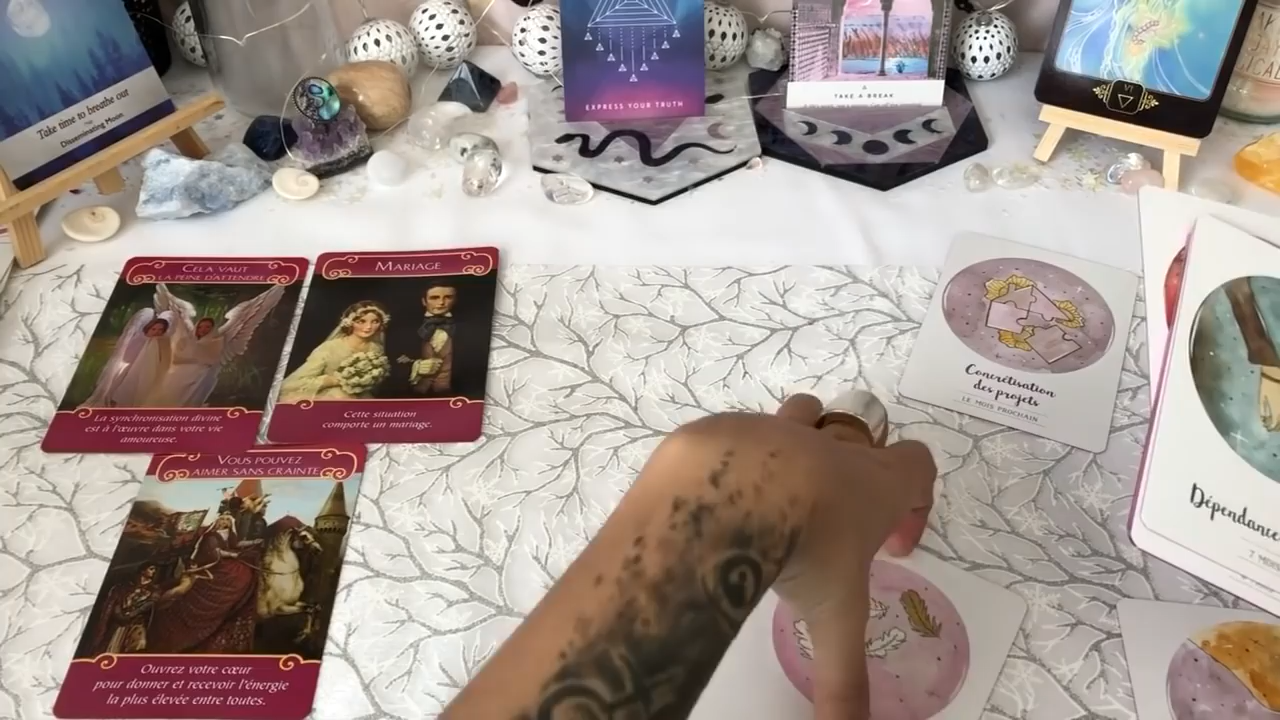 Take time to breathe out
Disseminating Moon
EXPRESS YOUR TRUTH
TAKE A BREAK
VI
CELA VAUT
LA PEINE D'ATTENDRE
La synchronisation divine
est à l'œuvre dans votre vie
amoureuse.
MARIAGE
Cette situation
comporte un mariage.
VOUS POUVEZ
AIMER SANS CRAINTE
Ouvrez votre cœur
pour donner et recevoir l'énergie
la plus élevée entre toutes.
Concrétisation
des projets
LE MOIS PROCHAIN
Dépendance